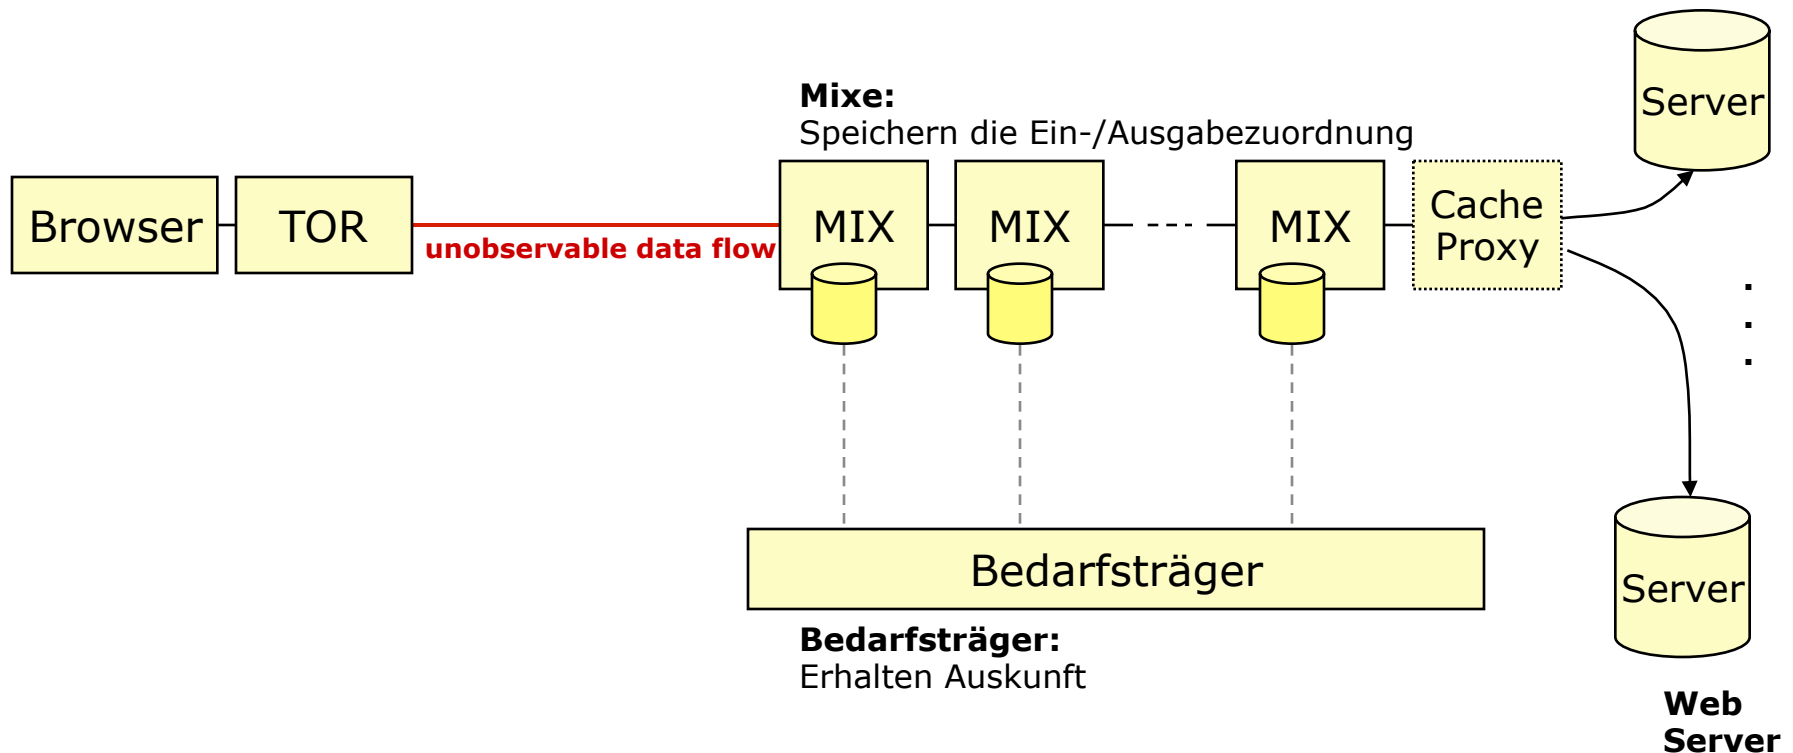 Server
Mixe:
Speichern die Ein-/Ausgabezuordnung
Browser
TOR
unobservable data flow
MIX
MIX
MIX
Cache
Proxy
.
.
.
Bedarfsträger
Server
Bedarfsträger:
Erhalten Auskunft
Web
Server